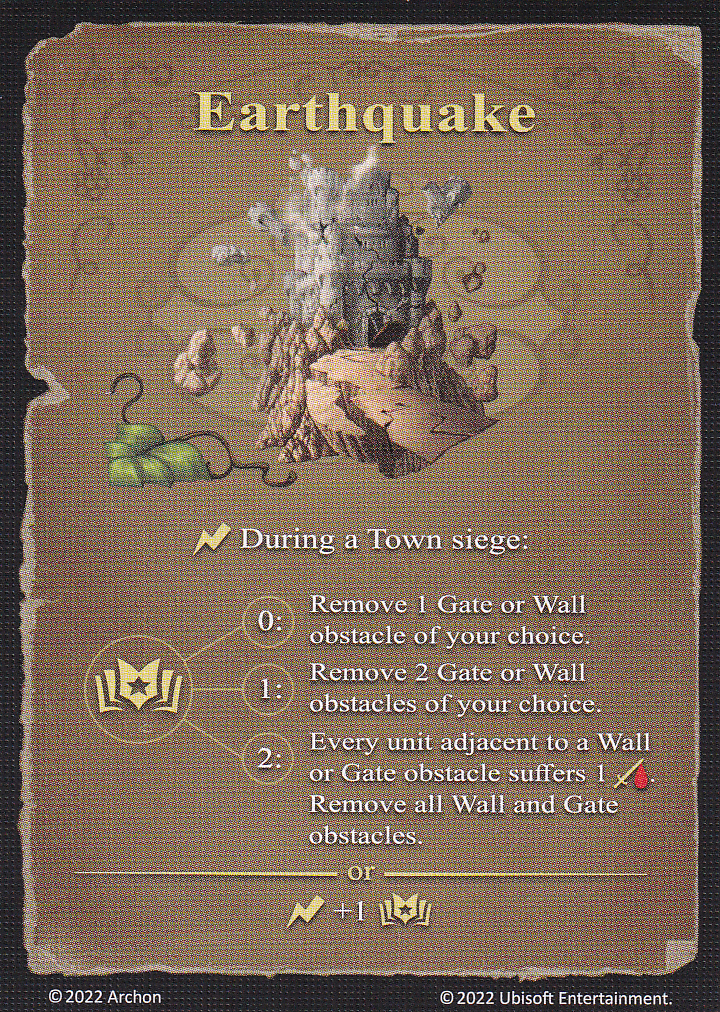 Earthquake
During a Town siege:
0: Remove 1 Gate or Wall
obstacle of your choice.
1: Remove 2 Gate or Wall
obstacles of your choice.
2: Every unit adjacent to a Wall
or Gate obstacle suffers 1 .
Remove all Wall and Gate
obstacles.
or
+1
© 2022 Archon
© 2022 Ubisoft Entertainment.